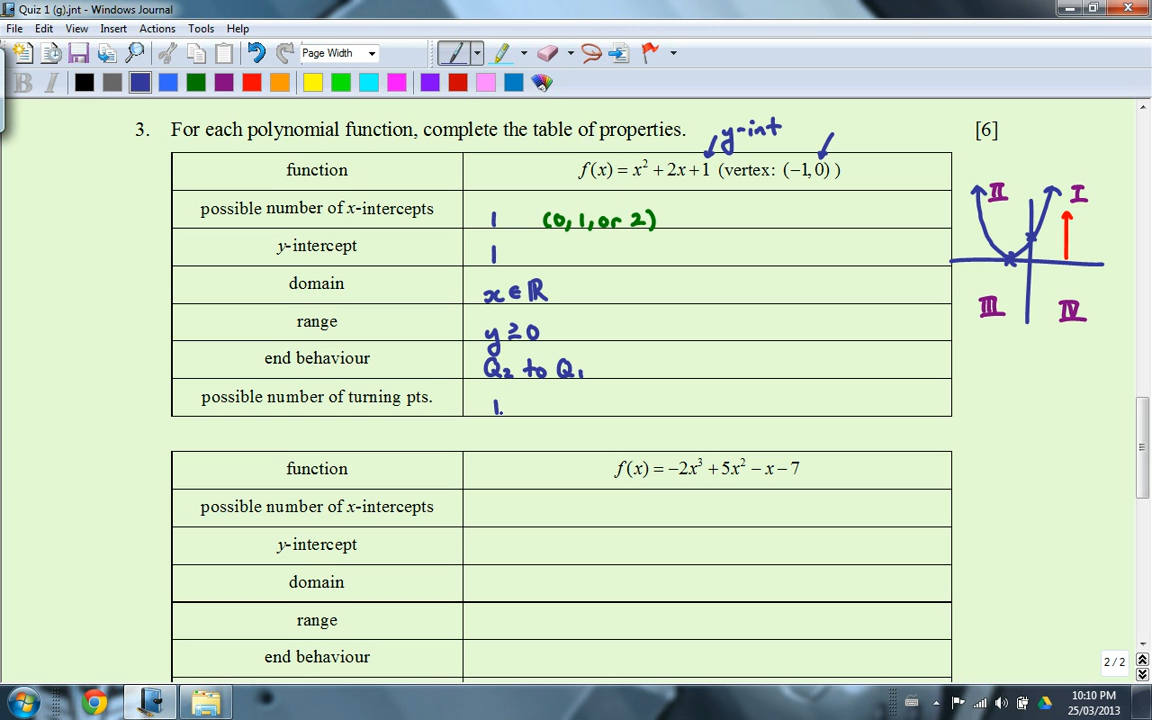 Quiz 1 (g).jnt - Windows Journal
File Edit View Insert Actions Tools Help
Page Width
B I
3. For each polynomial function, complete the table of properties. [6]
y-int
function f(x) = x² + 2x + 1 (vertex: (−1, 0) )
possible number of x-intercepts 1 (0, 1, or 2)
y-intercept 1
domain x ∈ ℝ
range y ≥ 0
end behaviour Q₂ to Q₁
possible number of turning pts. 1.
II I
III IV
function f(x) = −2x³ + 5x² − x − 7
possible number of x-intercepts
y-intercept
domain
range
end behaviour
2 / 2
10:10 PM
25/03/2013